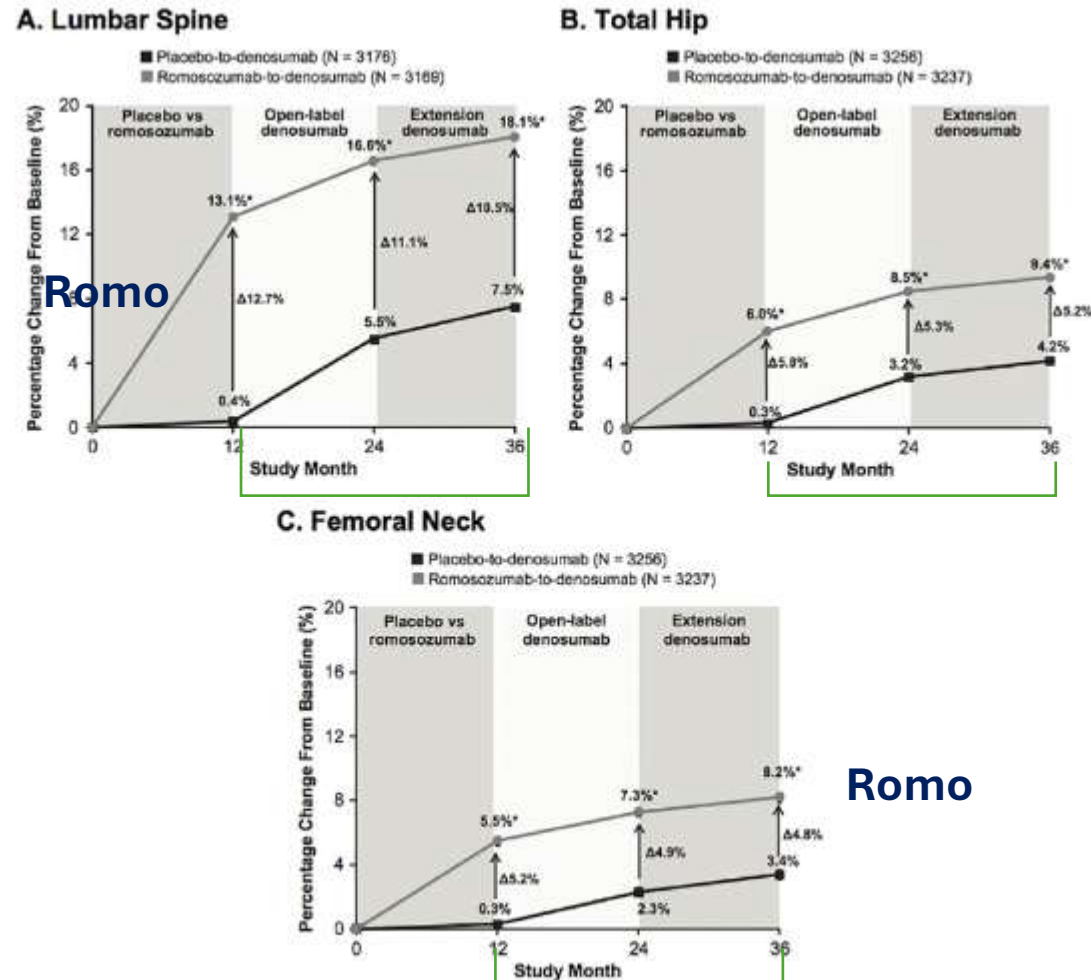 A. Lumbar Spine
Placebo-to-denosumab (N = 3176)
Romosozumab-to-denosumab (N = 3169)
Percentage Change From Baseline (%)
20
16
12
8
4
0
Placebo vs
romosozumab
Open-label
denosumab
Extension
denosumab
13.1%*
16.6%*
18.1%*
Δ12.7%
Δ11.1%
Δ10.5%
0.4%
5.5%
7.5%
Romo
0
12
24
36
Study Month
B. Total Hip
Placebo-to-denosumab (N = 3256)
Romosozumab-to-denosumab (N = 3237)
Percentage Change From Baseline (%)
20
16
12
8
4
0
Placebo vs
romosozumab
Open-label
denosumab
Extension
denosumab
6.0%*
8.5%*
9.4%*
Δ5.8%
Δ5.3%
Δ5.2%
0.3%
3.2%
4.2%
0
12
24
36
Study Month
C. Femoral Neck
Placebo-to-denosumab (N = 3256)
Romosozumab-to-denosumab (N = 3237)
Percentage Change From Baseline (%)
20
16
12
8
4
0
Placebo vs
romosozumab
Open-label
denosumab
Extension
denosumab
5.5%*
7.3%*
8.2%*
Δ5.2%
Δ4.9%
Δ4.8%
0.3%
2.3%
3.4%
Romo
0
12
24
36
Study Month